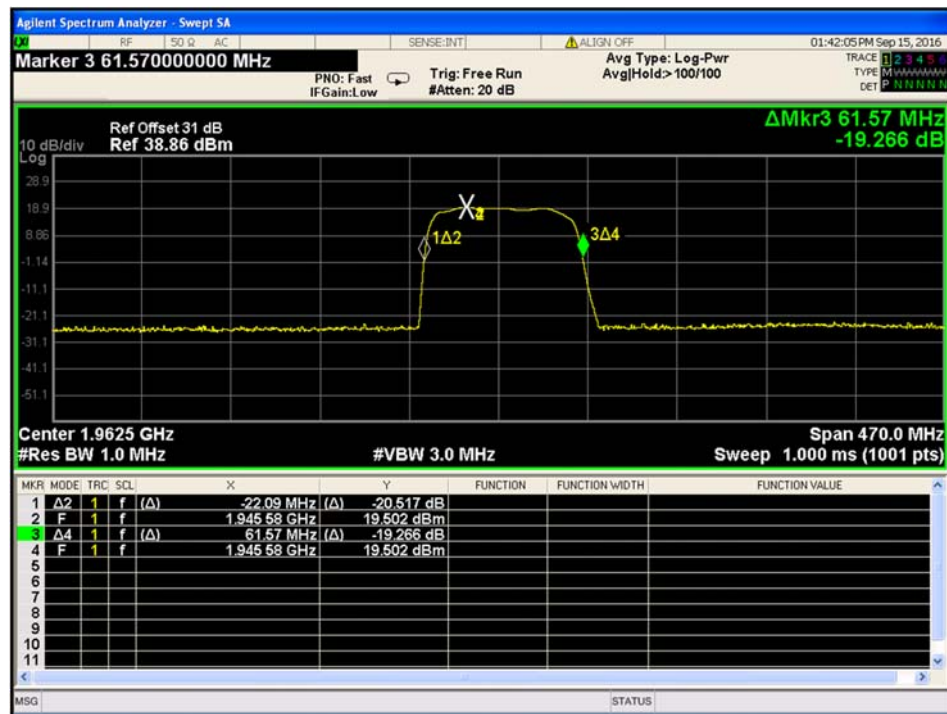 Agilent Spectrum Analyzer - Swept SA
RF 50 Ω AC SENSE:INT ALIGN OFF 01:42:05 PM Sep 15, 2016
Marker 3 61.570000000 MHz
PNO: Fast
IFGain:Low
Trig: Free Run
#Atten: 20 dB
Avg Type: Log-Pwr
Avg|Hold:>100/100
TRACE 1 2 3 4 5 6
TYPE M
DET P N N N N N
ΔMkr3 61.57 MHz
-19.266 dB
Ref Offset 31 dB
10 dB/div Ref 38.86 dBm
Log
28.9
18.9
8.86
-1.14
-11.1
-21.1
-31.1
-41.1
-51.1
1Δ2
3Δ4
Center 1.9625 GHz Span 470.0 MHz
#Res BW 1.0 MHz #VBW 3.0 MHz Sweep 1.000 ms (1001 pts)
MKR MODE TRC SCL X Y FUNCTION FUNCTION WIDTH FUNCTION VALUE
1 Δ2 1 f (Δ) -22.09 MHz (Δ) -20.517 dB
2 F 1 f 1.945 58 GHz 19.502 dBm
3 Δ4 1 f (Δ) 61.57 MHz (Δ) -19.266 dB
4 F 1 f 1.945 58 GHz 19.502 dBm
5
6
7
8
9
10
11
MSG STATUS